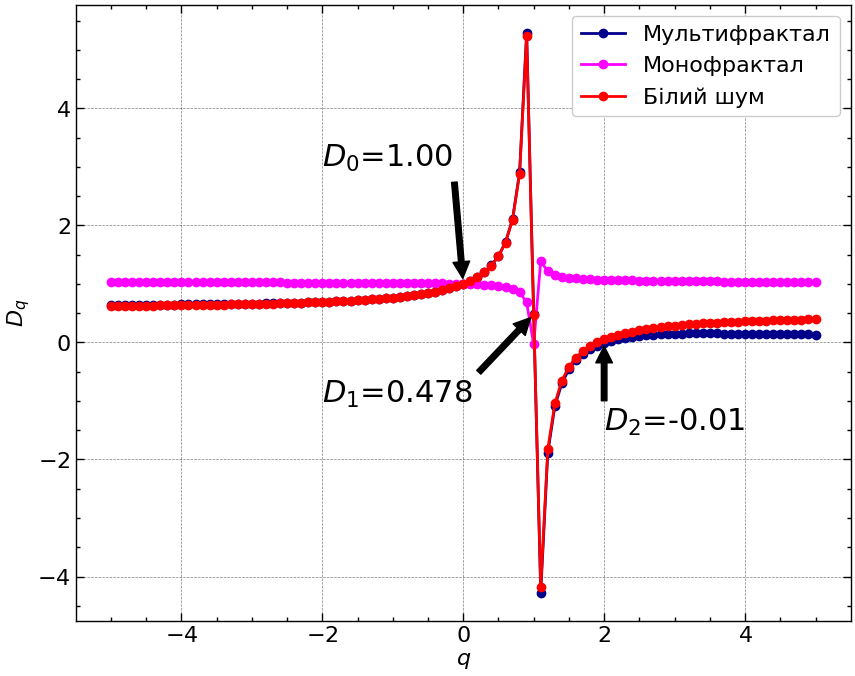 Мультифрактал
Монофрактал
Білий шум
D₀=1.00
D₁=0.478
D₂=-0.01
4
2
0
−2
−4
D_q
−4 −2 0 2 4
q